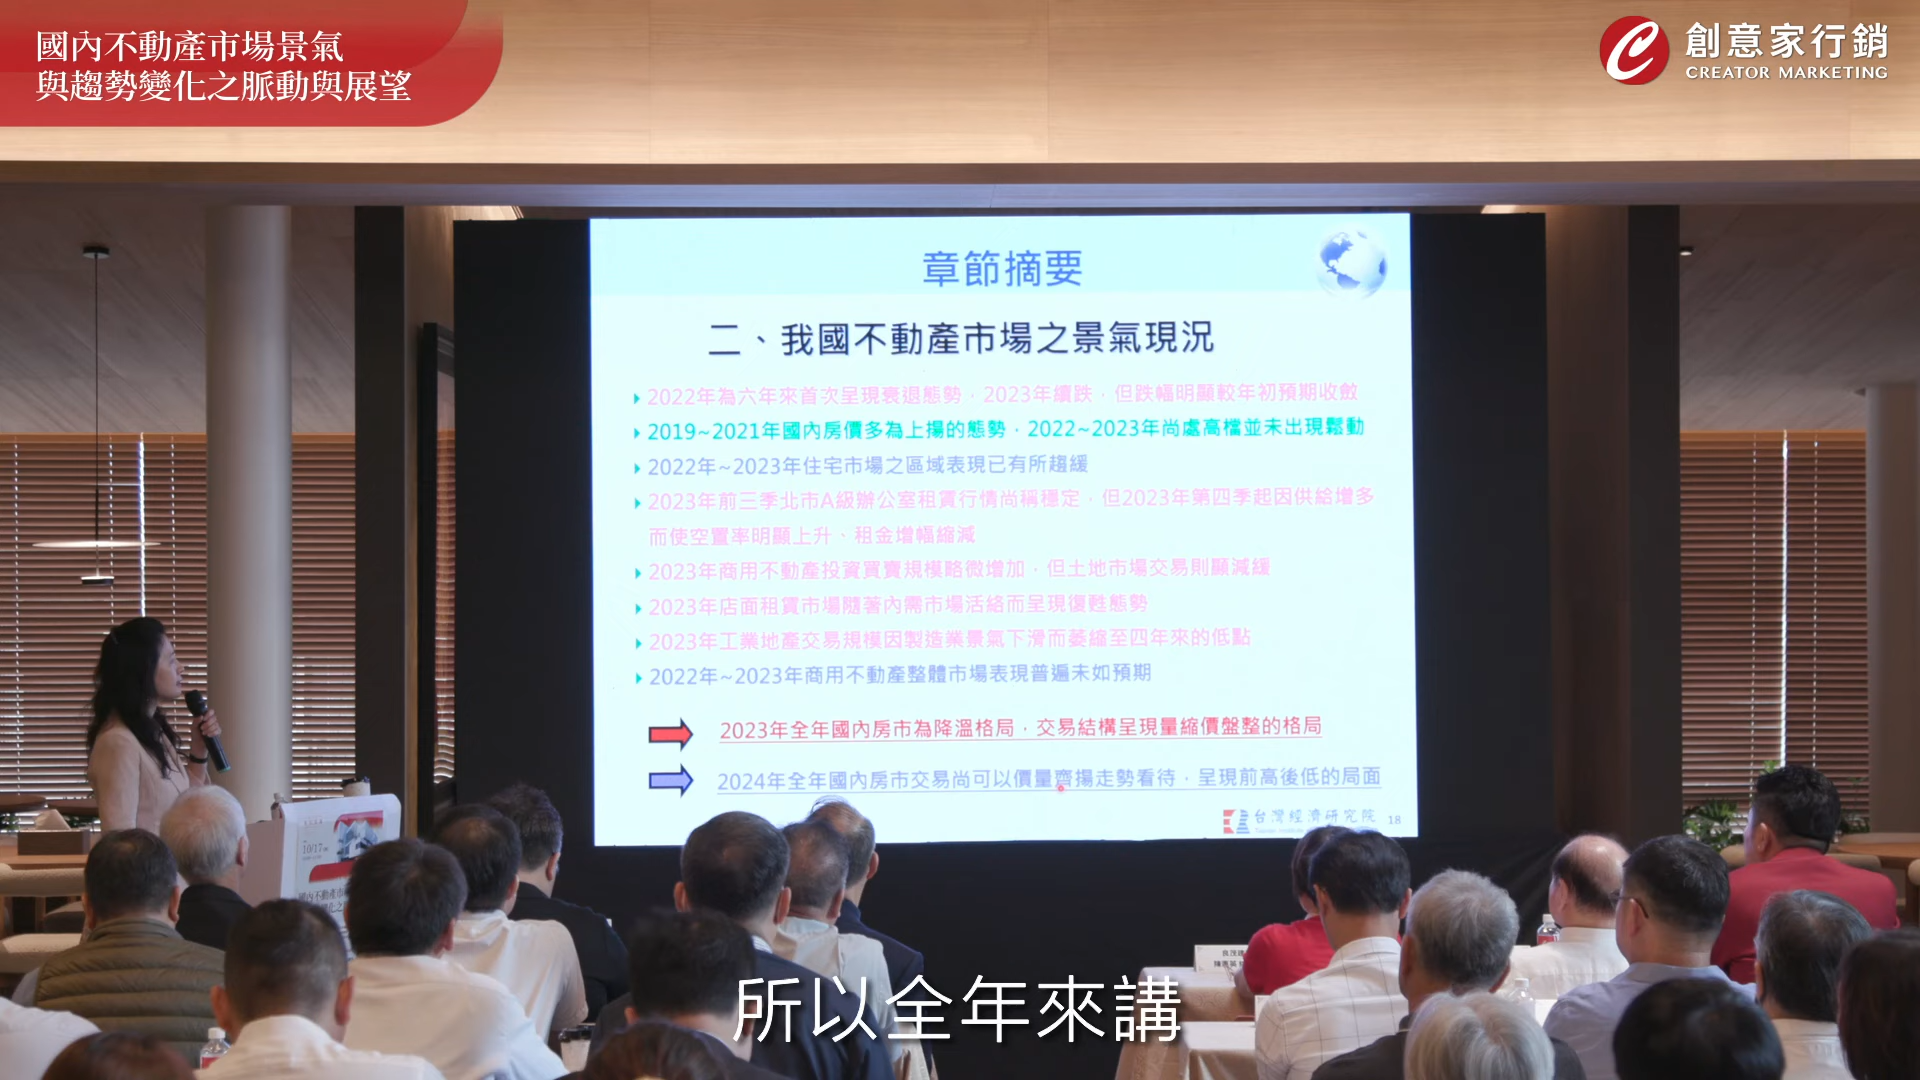 國內不動產市場景氣
與趨勢變化之脈動與展望
創意家行銷
CREATOR MARKETING
章節摘要
二、我國不動產市場之景氣現況
2022年為六年來首次呈現衰退態勢，2023年續跌，但跌幅明顯較年初預期收斂
2019~2021年國內房價多為上揚的態勢，2022~2023年尚處高檔並未出現鬆動
2022年~2023年住宅市場之區域表現已有所趨緩
2023年前三季北市A級辦公室租賃行情尚稱穩定，但2023年第四季起因供給增多
而使空置率明顯上升、租金增幅縮減
2023年商用不動產投資買賣規模略微增加，但土地市場交易則顯減緩
2023年店面租賃市場隨著內需市場活絡而呈現復甦態勢
2023年工業地產交易規模因製造業景氣下滑而萎縮至四年來的低點
2022年~2023年商用不動產整體市場表現普遍未如預期
2023年全年國內房市為降溫格局，交易結構呈現量縮價盤整的格局
2024年全年國內房市交易尚可以價量齊揚走勢看待，呈現前高後低的局面
台灣經濟研究院
18
10/17
所以全年來講